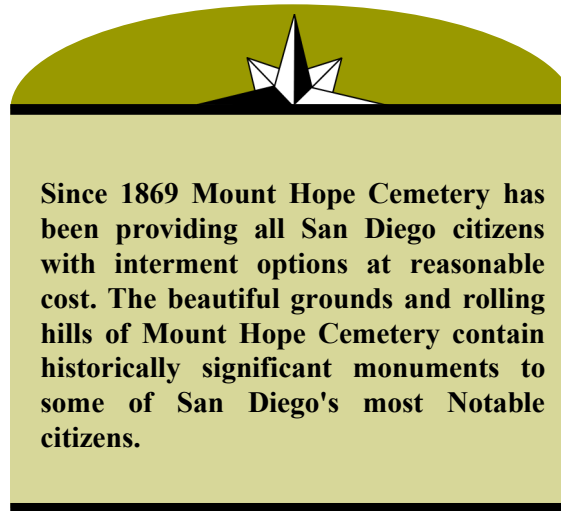 Since 1869 Mount Hope Cemetery has
been providing all San Diego citizens
with interment options at reasonable
cost. The beautiful grounds and rolling
hills of Mount Hope Cemetery contain
historically significant monuments to
some of San Diego's most Notable
citizens.